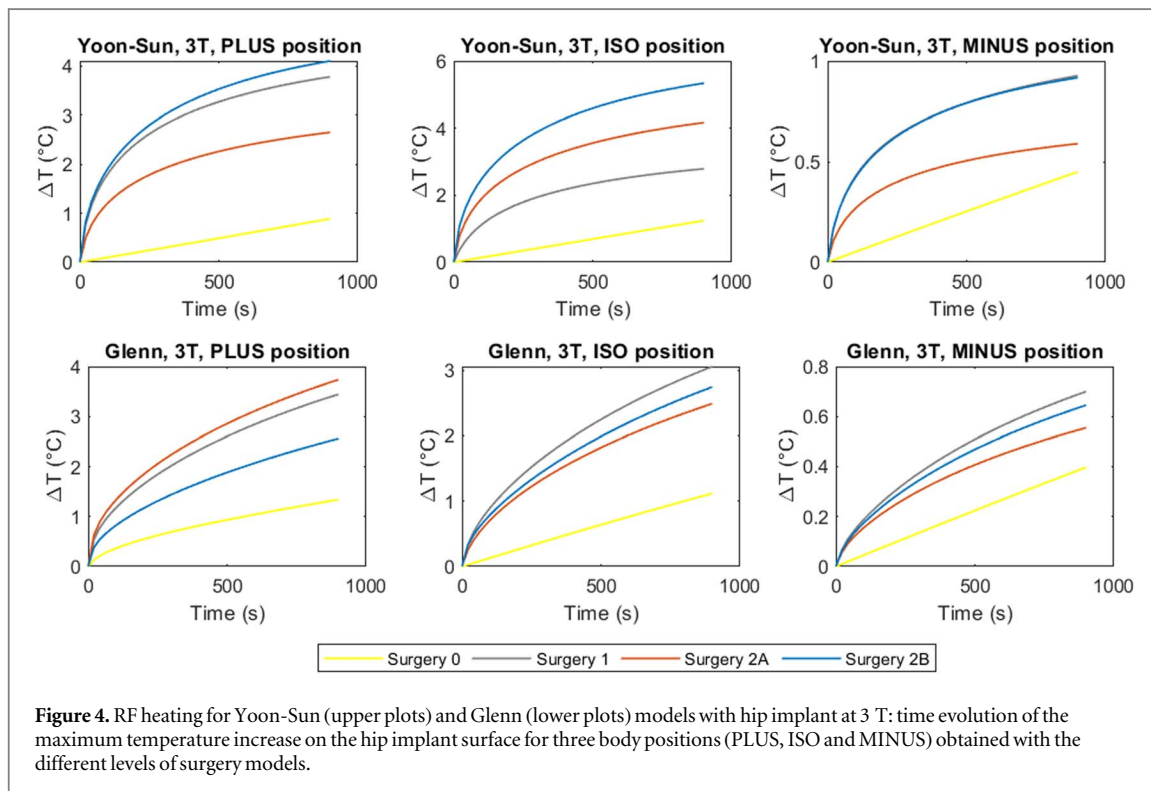 Yoon-Sun, 3T, PLUS position
Yoon-Sun, 3T, ISO position
Yoon-Sun, 3T, MINUS position
4
3
2
1
0
ΔT (°C)
0
500
1000
Time (s)
6
4
2
0
ΔT (°C)
0
500
1000
Time (s)
1
0.5
0
ΔT (°C)
0
500
1000
Time (s)
Glenn, 3T, PLUS position
Glenn, 3T, ISO position
Glenn, 3T, MINUS position
4
3
2
1
0
ΔT (°C)
0
500
1000
Time (s)
3
2
1
0
ΔT (°C)
0
500
1000
Time (s)
0.8
0.6
0.4
0.2
0
ΔT (°C)
0
500
1000
Time (s)
Surgery 0 Surgery 1 Surgery 2A Surgery 2B
Figure 4. RF heating for Yoon-Sun (upper plots) and Glenn (lower plots) models with hip implant at 3 T: time evolution of the
maximum temperature increase on the hip implant surface for three body positions (PLUS, ISO and MINUS) obtained with the
different levels of surgery models.